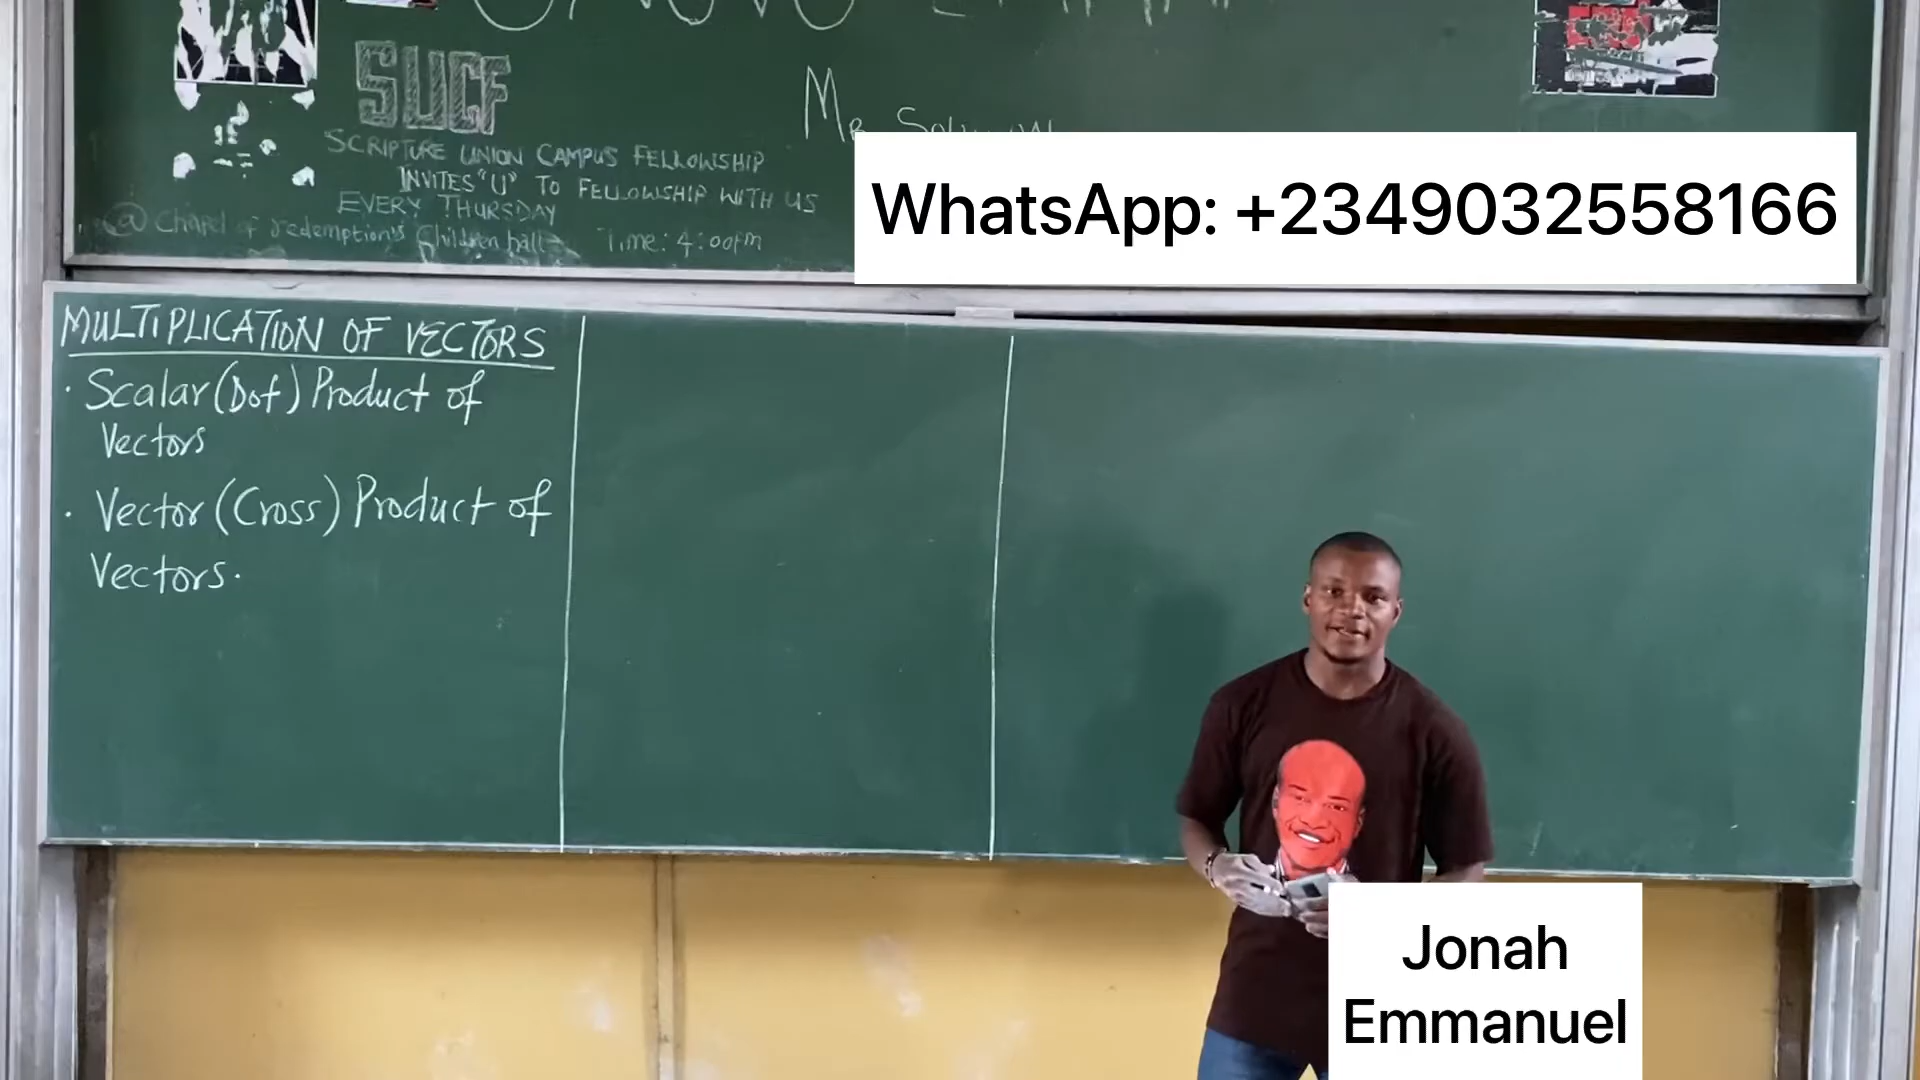 SUCF
SCRIPTURE UNION CAMPUS FELLOWSHIP
INVITES "U" TO FELLOWSHIP WITH US
EVERY THURSDAY
@ Chapel of redemption's Children hall Time: 4:00pm
WhatsApp: +2349032558166
MULTIPLICATION OF VECTORS
· Scalar (Dot) Product of
Vectors
· Vector (Cross) Product of
Vectors.
Jonah
Emmanuel